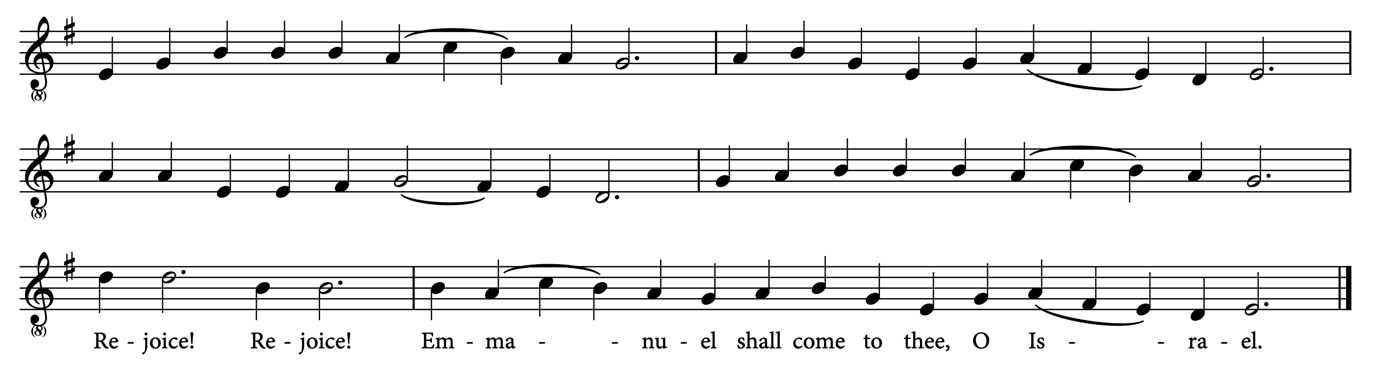 Re - joice! Re - joice! Em - ma - - nu - el shall come to thee, O Is - - ra - el.